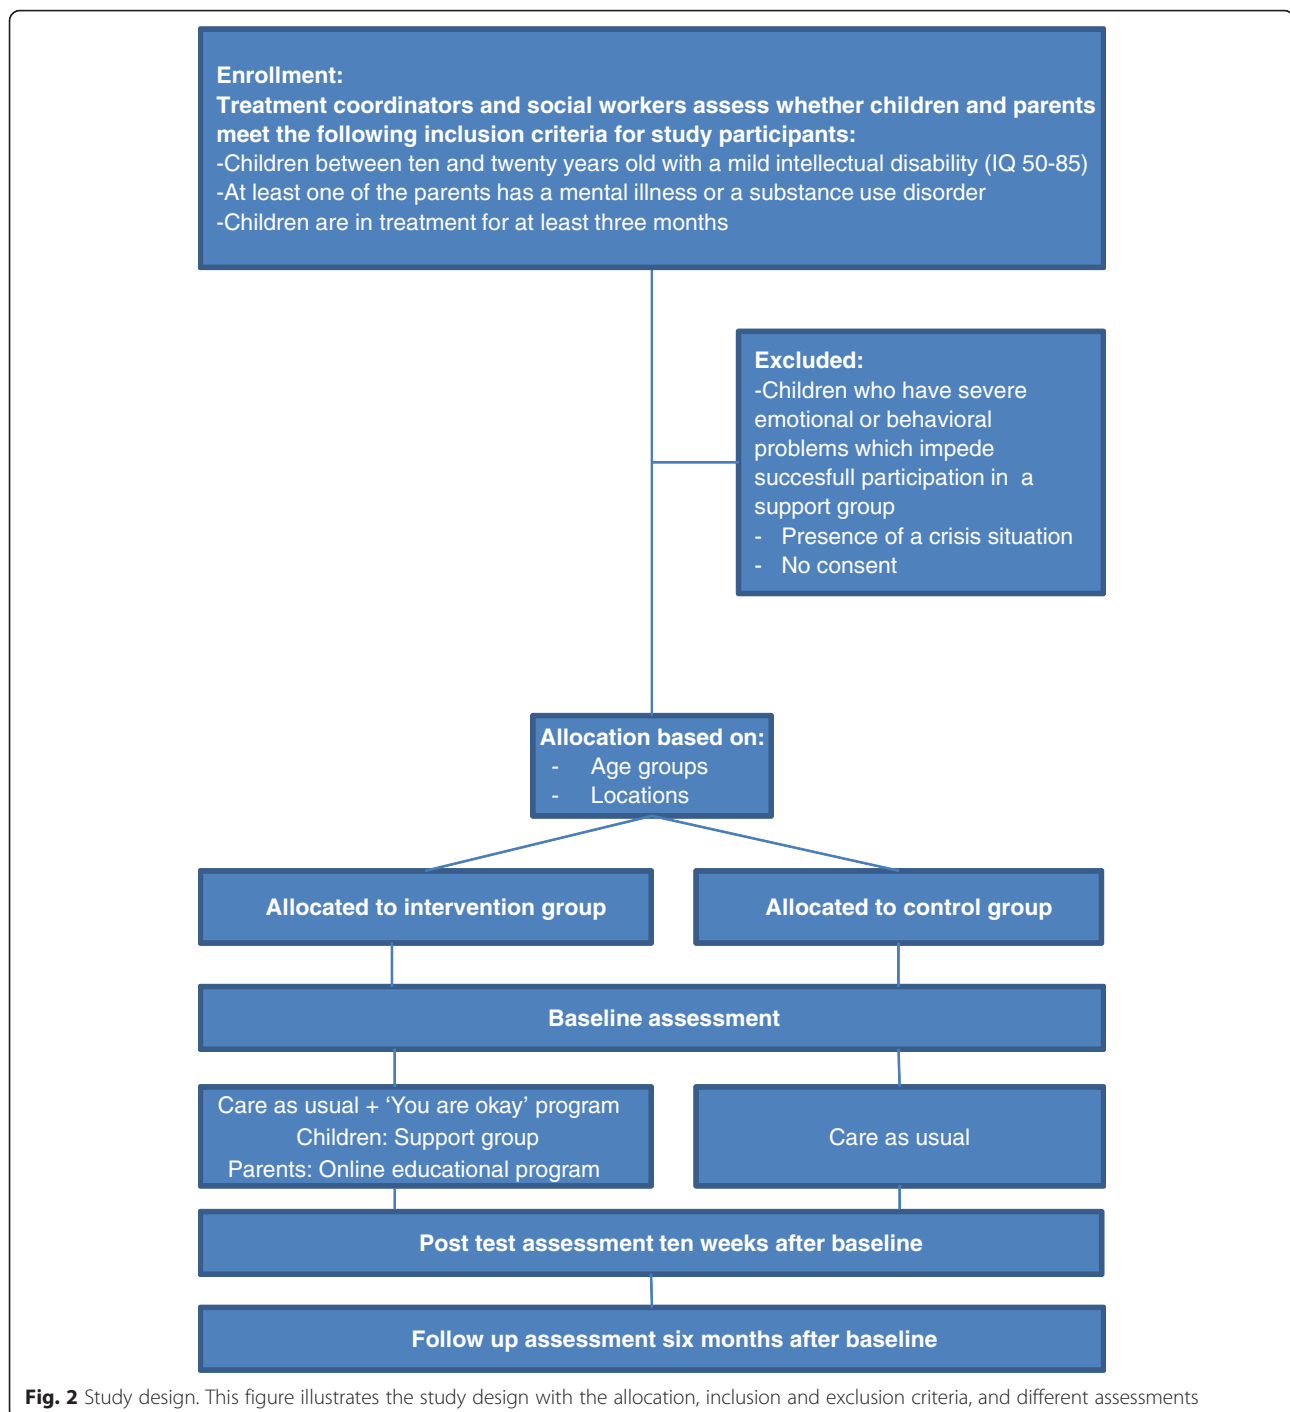 Enrollment:
Treatment coordinators and social workers assess whether children and parents
meet the following inclusion criteria for study participants:
-Children between ten and twenty years old with a mild intellectual disability (IQ 50-85)
-At least one of the parents has a mental illness or a substance use disorder
-Children are in treatment for at least three months
Excluded:
-Children who have severe
emotional or behavioral
problems which impede
succesfull participation in a
support group
- Presence of a crisis situation
- No consent
Allocation based on:
- Age groups
- Locations
Allocated to intervention group
Allocated to control group
Baseline assessment
Care as usual + ‘You are okay’ program
Children: Support group
Parents: Online educational program
Care as usual
Post test assessment ten weeks after baseline
Follow up assessment six months after baseline
Fig. 2 Study design. This figure illustrates the study design with the allocation, inclusion and exclusion criteria, and different assessments